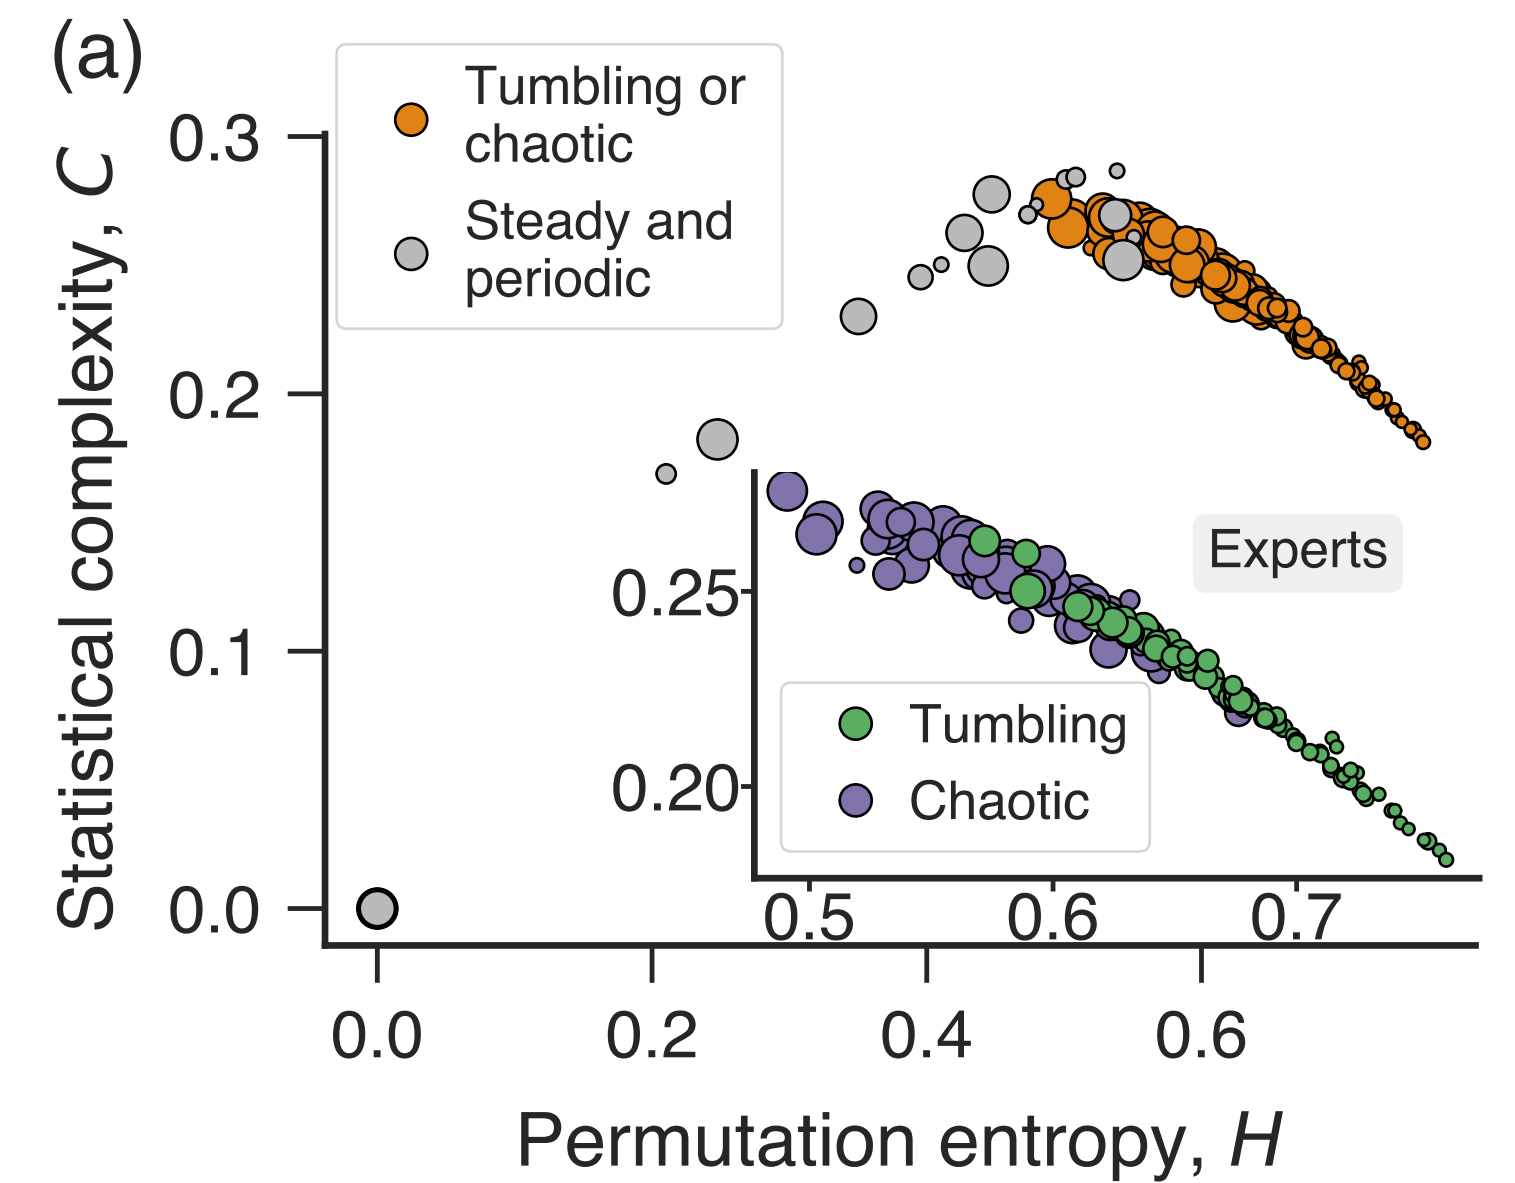 (a)
Tumbling or
chaotic
Steady and
periodic
0.3
0.2
0.1
0.0
Statistical complexity, C
Experts
0.25
0.20
Tumbling
Chaotic
0.5 0.6 0.7
0.0 0.2 0.4 0.6
Permutation entropy, H